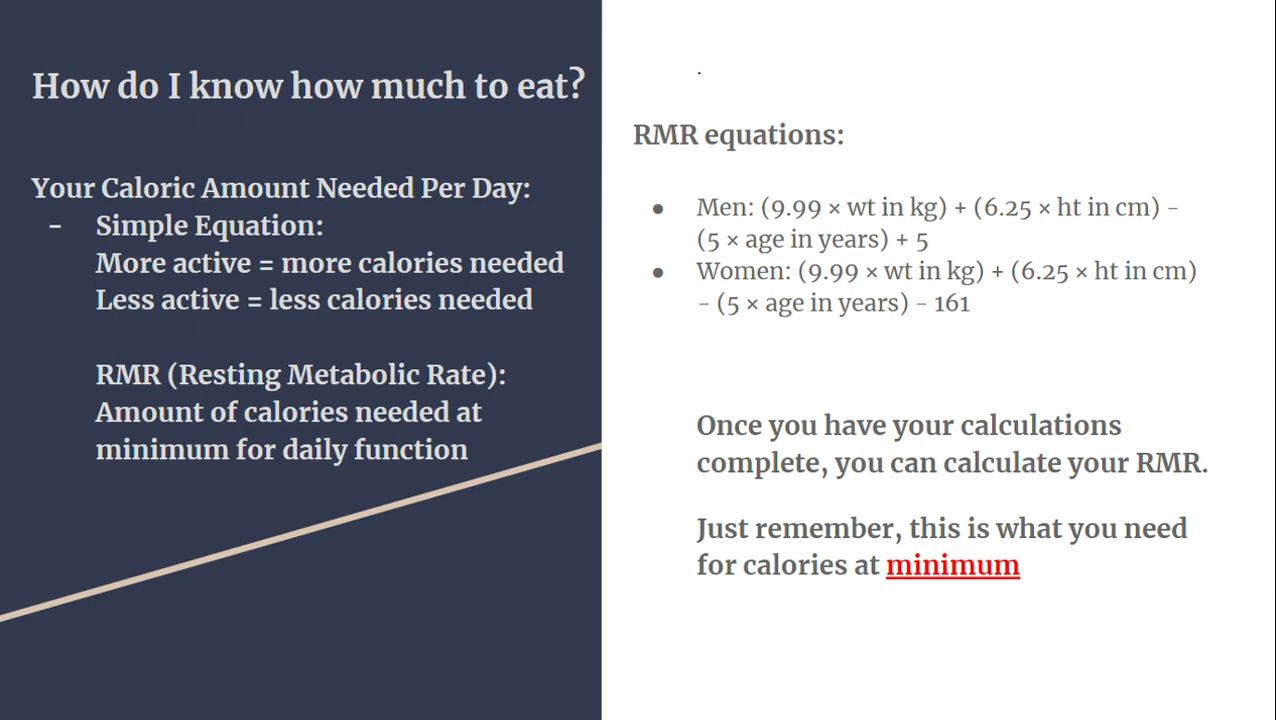 How do I know how much to eat?
Your Caloric Amount Needed Per Day:
- Simple Equation:
More active = more calories needed
Less active = less calories needed
RMR (Resting Metabolic Rate):
Amount of calories needed at
minimum for daily function
.
RMR equations:
● Men: (9.99 × wt in kg) + (6.25 × ht in cm) –
(5 × age in years) + 5
● Women: (9.99 × wt in kg) + (6.25 × ht in cm)
– (5 × age in years) – 161
Once you have your calculations
complete, you can calculate your RMR.
Just remember, this is what you need
for calories at minimum